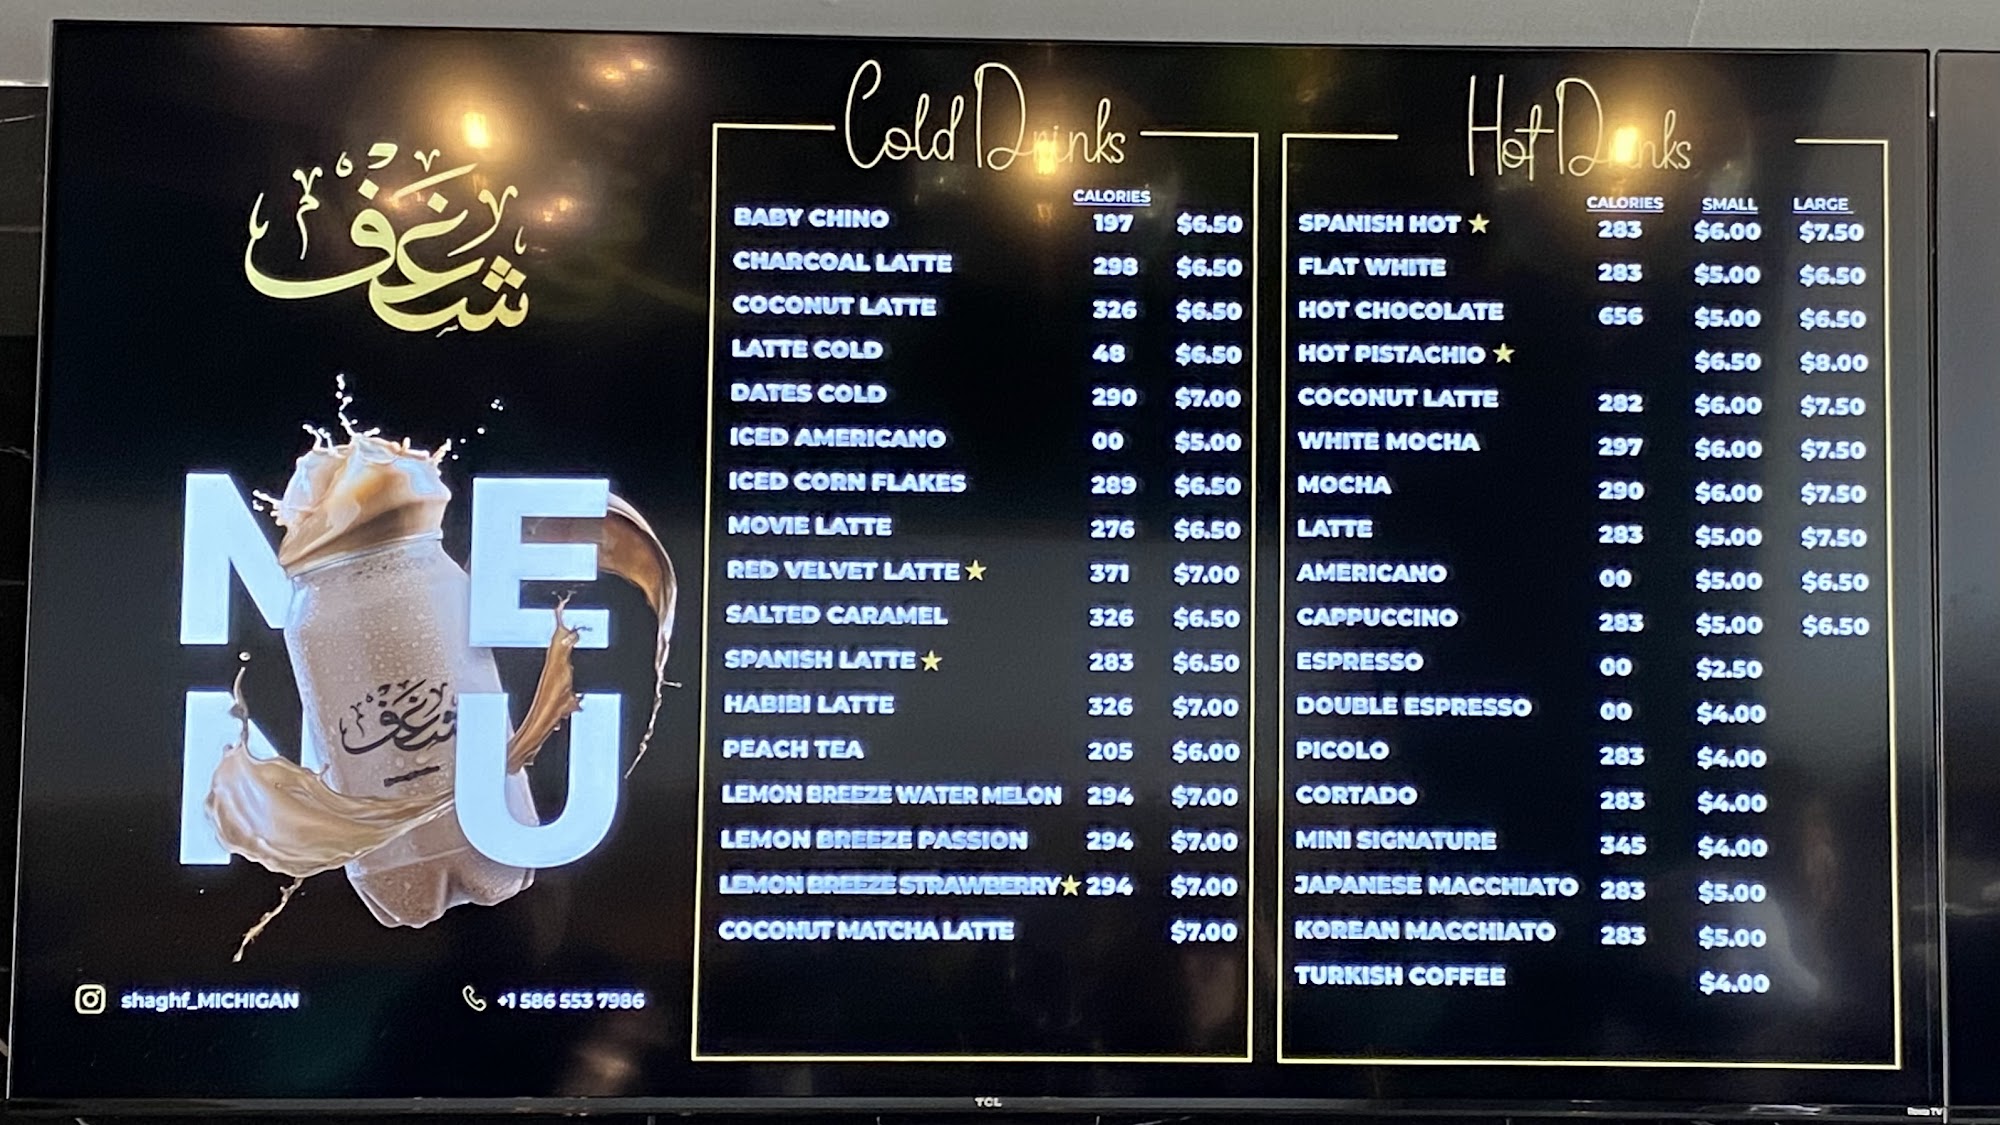 شغف
MENU
شغف
shaghf_MICHIGAN
+1 586 553 7986
Cold Drinks
CALORIES
BABY CHINO 197 $6.50
CHARCOAL LATTE 298 $6.50
COCONUT LATTE 326 $6.50
LATTE COLD 48 $6.50
DATES COLD 290 $7.00
ICED AMERICANO 00 $5.00
ICED CORN FLAKES 289 $6.50
MOVIE LATTE 276 $6.50
RED VELVET LATTE ★ 371 $7.00
SALTED CARAMEL 326 $6.50
SPANISH LATTE ★ 283 $6.50
HABIBI LATTE 326 $7.00
PEACH TEA 205 $6.00
LEMON BREEZE WATER MELON 294 $7.00
LEMON BREEZE PASSION 294 $7.00
LEMON BREEZE STRAWBERRY ★ 294 $7.00
COCONUT MATCHA LATTE $7.00
Hot Drinks
CALORIES SMALL LARGE
SPANISH HOT ★ 283 $6.00 $7.50
FLAT WHITE 283 $5.00 $6.50
HOT CHOCOLATE 656 $5.00 $6.50
HOT PISTACHIO ★ $6.50 $8.00
COCONUT LATTE 282 $6.00 $7.50
WHITE MOCHA 297 $6.00 $7.50
MOCHA 290 $6.00 $7.50
LATTE 283 $5.00 $7.50
AMERICANO 00 $5.00 $6.50
CAPPUCCINO 283 $5.00 $6.50
ESPRESSO 00 $2.50
DOUBLE ESPRESSO 00 $4.00
PICOLO 283 $4.00
CORTADO 283 $4.00
MINI SIGNATURE 345 $4.00
JAPANESE MACCHIATO 283 $5.00
KOREAN MACCHIATO 283 $5.00
TURKISH COFFEE $4.00
TCL
Roku TV